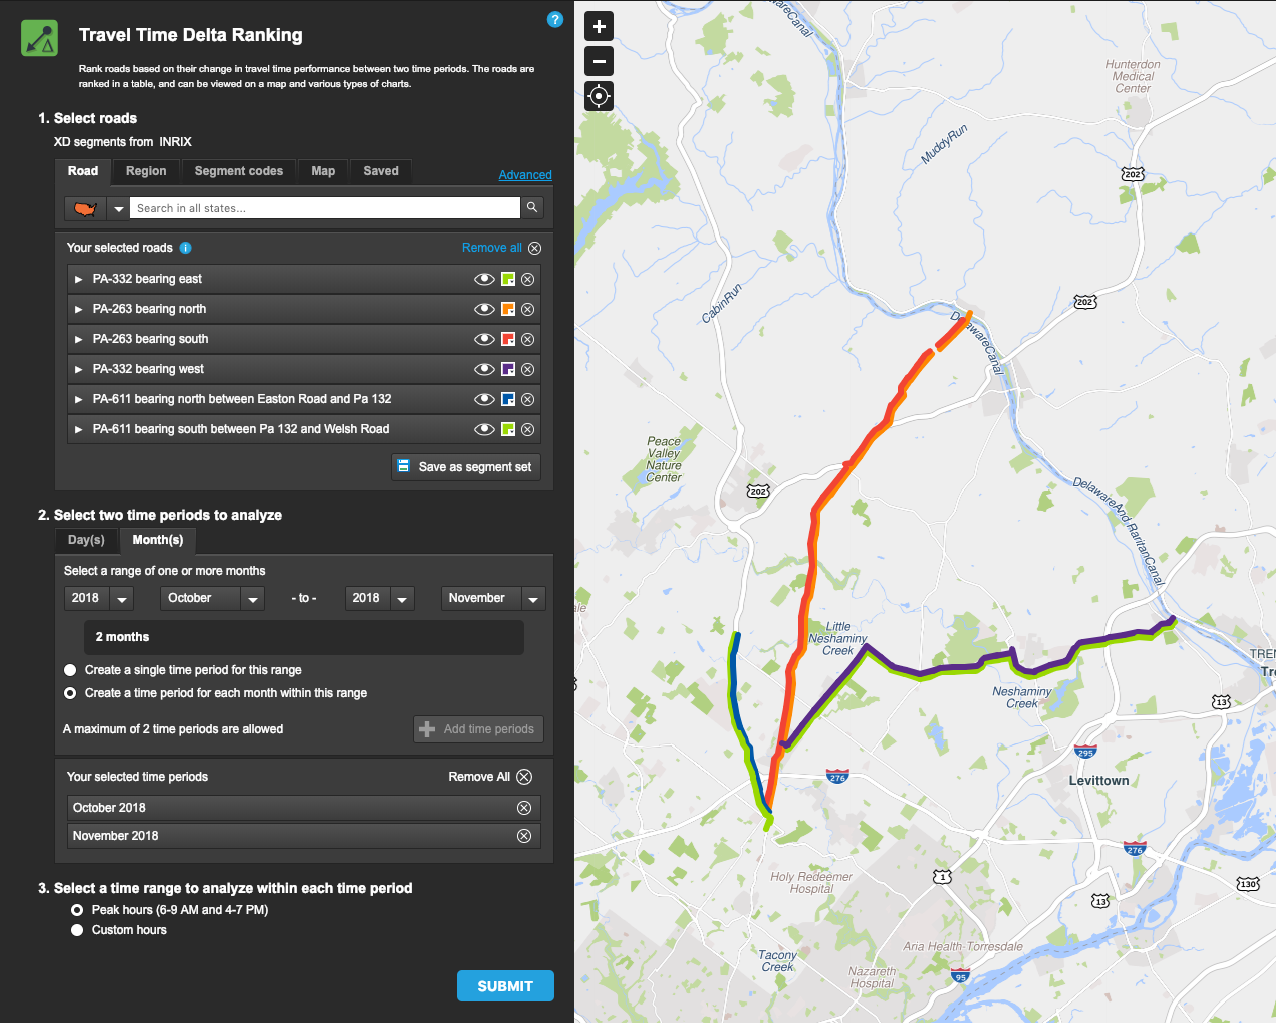 Travel Time Delta Ranking
?
Rank roads based on their change in travel time performance between two time periods. The roads are
ranked in a table, and can be viewed on a map and various types of charts.
1. Select roads
XD segments from INRIX
Road
Region
Segment codes
Map
Saved
Advanced
Search in all states...
Your selected roads
i
Remove all
PA-332 bearing east
PA-263 bearing north
PA-263 bearing south
PA-332 bearing west
PA-611 bearing north between Easton Road and Pa 132
PA-611 bearing south between Pa 132 and Welsh Road
Save as segment set
2. Select two time periods to analyze
Day(s)
Month(s)
Select a range of one or more months
2018
October
- to -
2018
November
2 months
Create a single time period for this range
Create a time period for each month within this range
A maximum of 2 time periods are allowed
Add time periods
Your selected time periods
Remove All
October 2018
November 2018
3. Select a time range to analyze within each time period
Peak hours (6-9 AM and 4-7 PM)
Custom hours
SUBMIT
Hunterdon
Medical
Center
MuddyRun
202
CabinRun
202
DelawareCanal
Peace
Valley
Nature
Center
202
DelawareAnd RaritanCanal
Little
Neshaminy
Creek
TREN
Tr
Neshaminy
Creek
13
295
276
Levittown
276
1
130
13
Holy Redeemer
Hospital
Aria Health-Torresdale
Tacony
Creek
Nazareth
Hospital
95